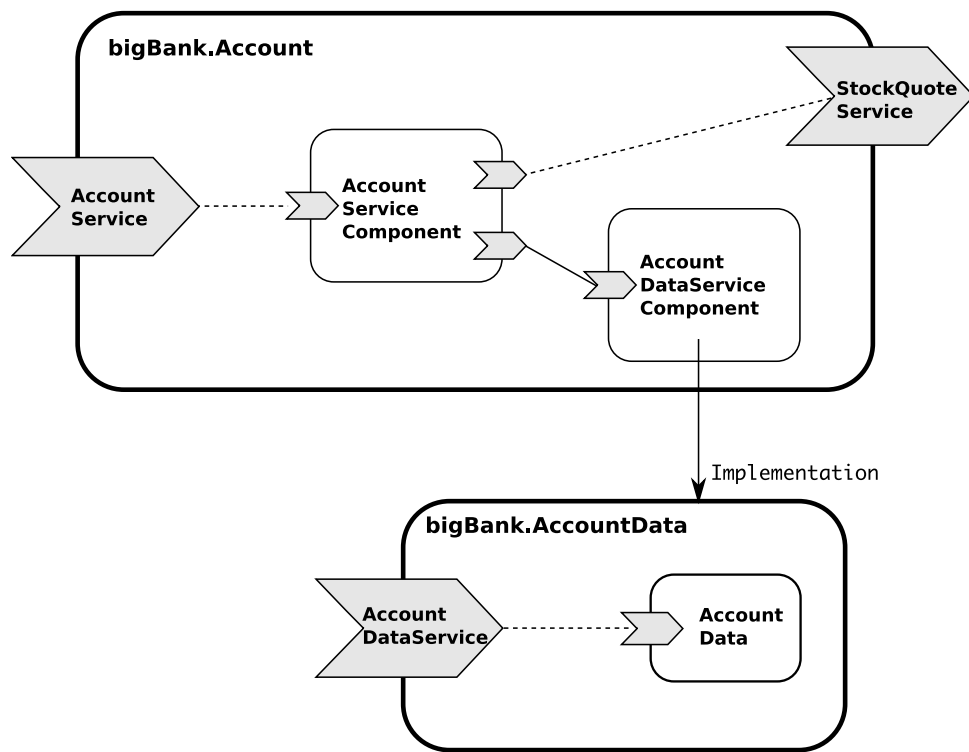 bigBank.Account
StockQuote
Service
Account
Service
Account
Service
Component
Account
DataService
Component
Implementation
bigBank.AccountData
Account
DataService
Account
Data